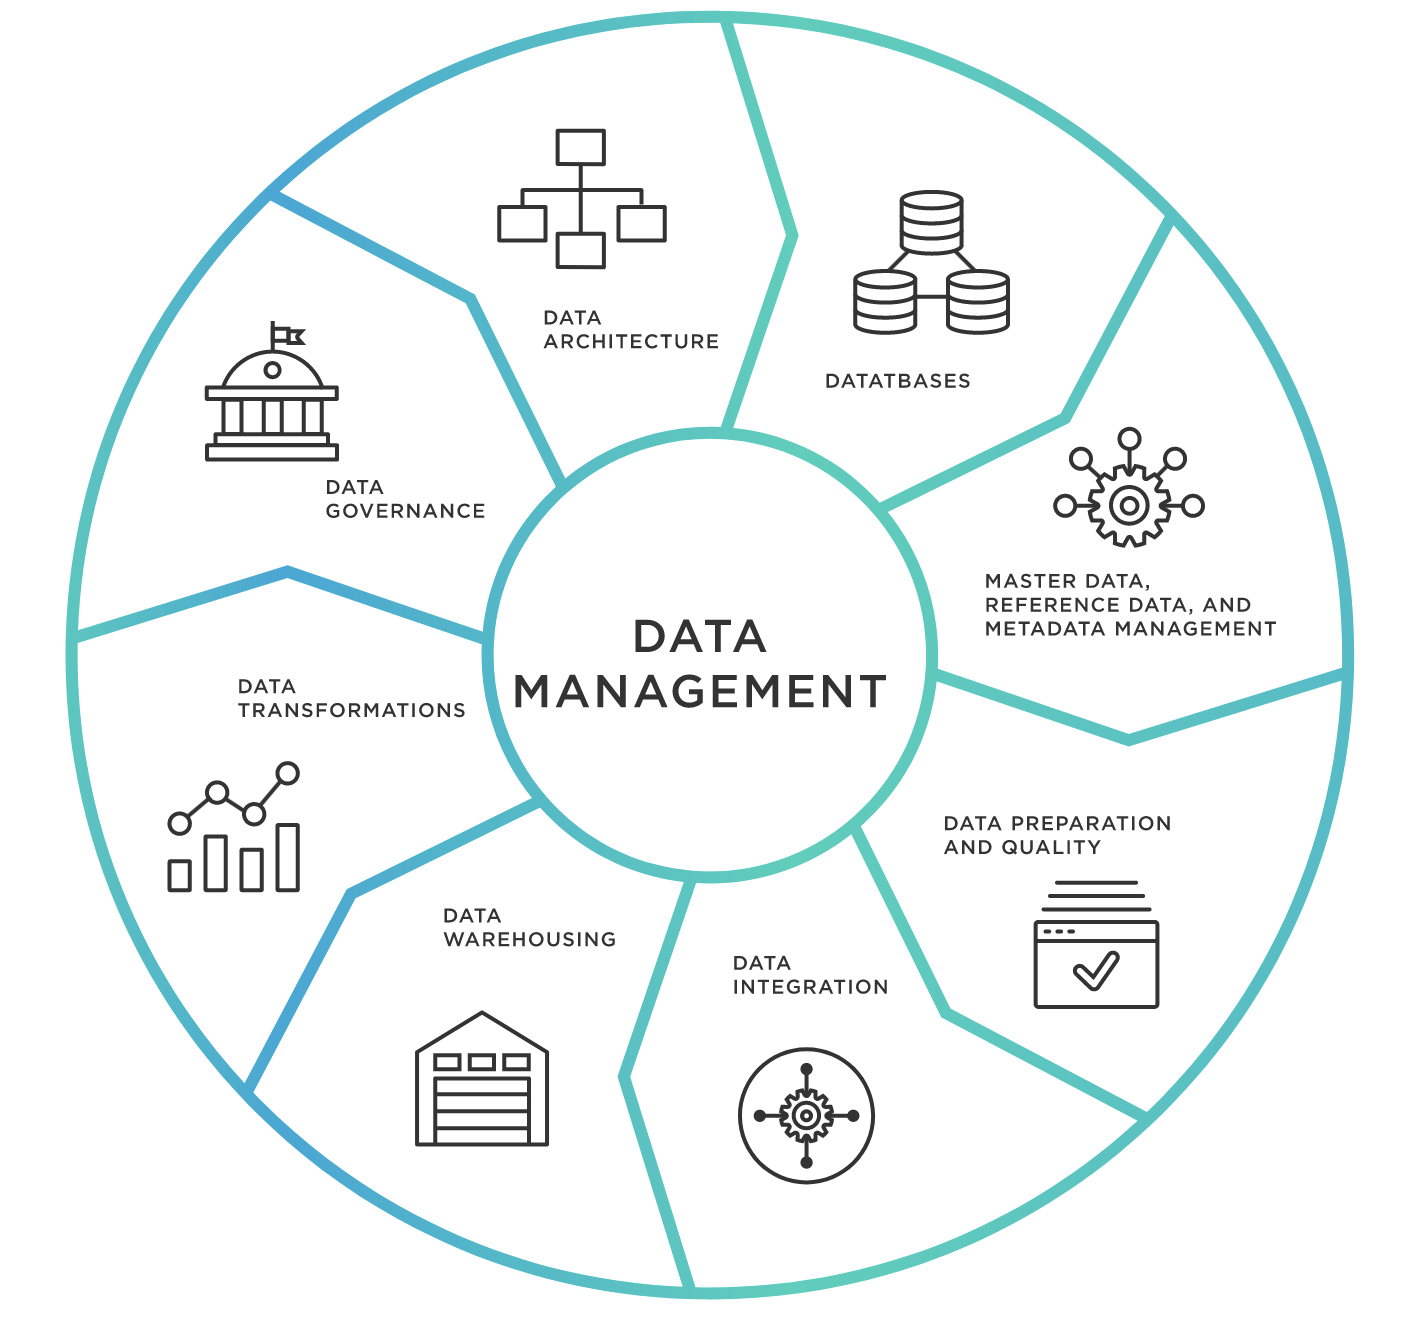 DATA
ARCHITECTURE
DATATBASES
MASTER DATA,
REFERENCE DATA, AND
METADATA MANAGEMENT
DATA PREPARATION
AND QUALITY
DATA
INTEGRATION
DATA
WAREHOUSING
DATA
TRANSFORMATIONS
DATA
GOVERNANCE
DATA
MANAGEMENT